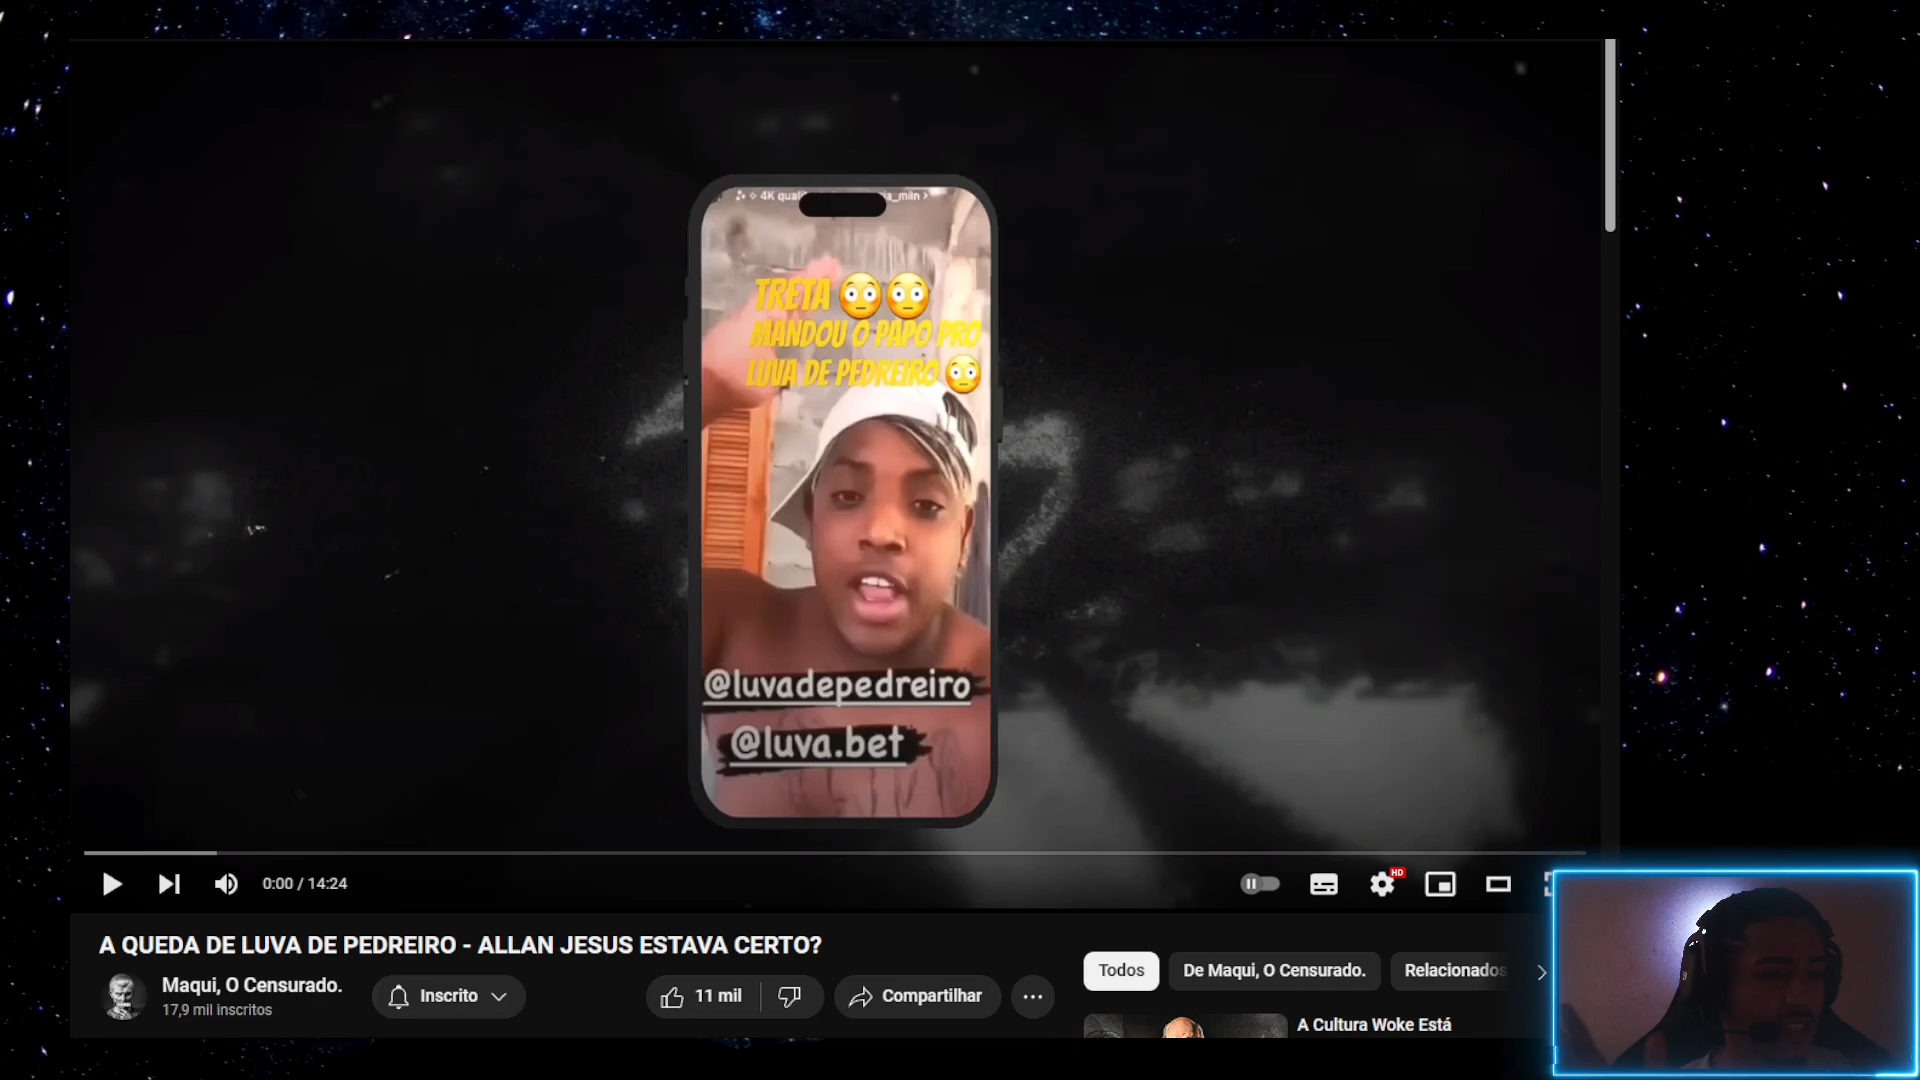 4K
TRETA 😳😳
MANDOU O PAPO PRO
LUVA DE PEDREIRO 😳
@luvadepedreiro
@luva.bet
0:00 / 14:24
HD
A QUEDA DE LUVA DE PEDREIRO - ALLAN JESUS ESTAVA CERTO?
Maqui, O Censurado.
17,9 mil inscritos
Inscrito
11 mil
Compartilhar
Todos
De Maqui, O Censurado.
Relacionados
A Cultura Woke Está